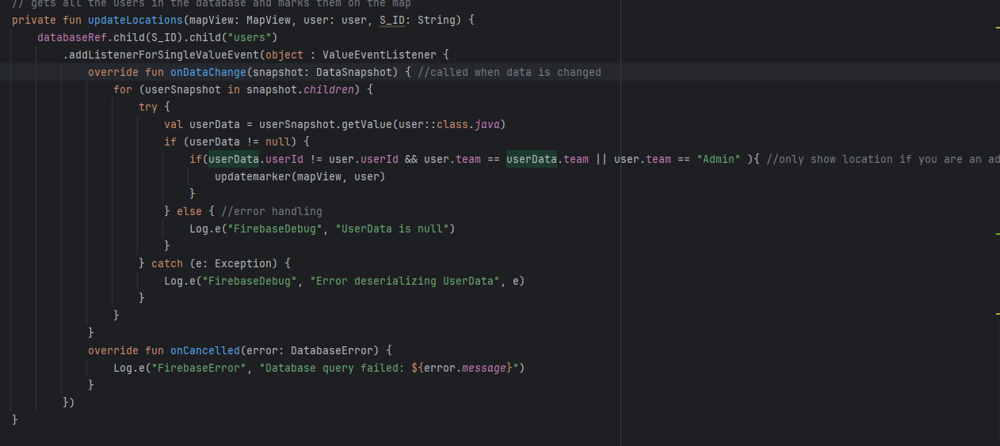 // gets all the users in the database and marks them on the map
private fun updateLocations(mapView: MapView, user: user, S_ID: String) {
    databaseRef.child(S_ID).child("users")
        .addListenerForSingleValueEvent(object : ValueEventListener {
            override fun onDataChange(snapshot: DataSnapshot) { //called when data is changed
                for (userSnapshot in snapshot.children) {
                    try {
                        val userData = userSnapshot.getValue(user::class.java)
                        if (userData != null) {
                            if(userData.userId != user.userId && user.team == userData.team || user.team == "Admin" ){ //only show location if you are an ad
                                updatemarker(mapView, user)
                            }
                        } else { //error handling
                            Log.e("FirebaseDebug", "UserData is null")
                        }
                    } catch (e: Exception) {
                        Log.e("FirebaseDebug", "Error deserializing UserData", e)
                    }
                }
            }
            override fun onCancelled(error: DatabaseError) {
                Log.e("FirebaseError", "Database query failed: ${error.message}")
            }
        })
}